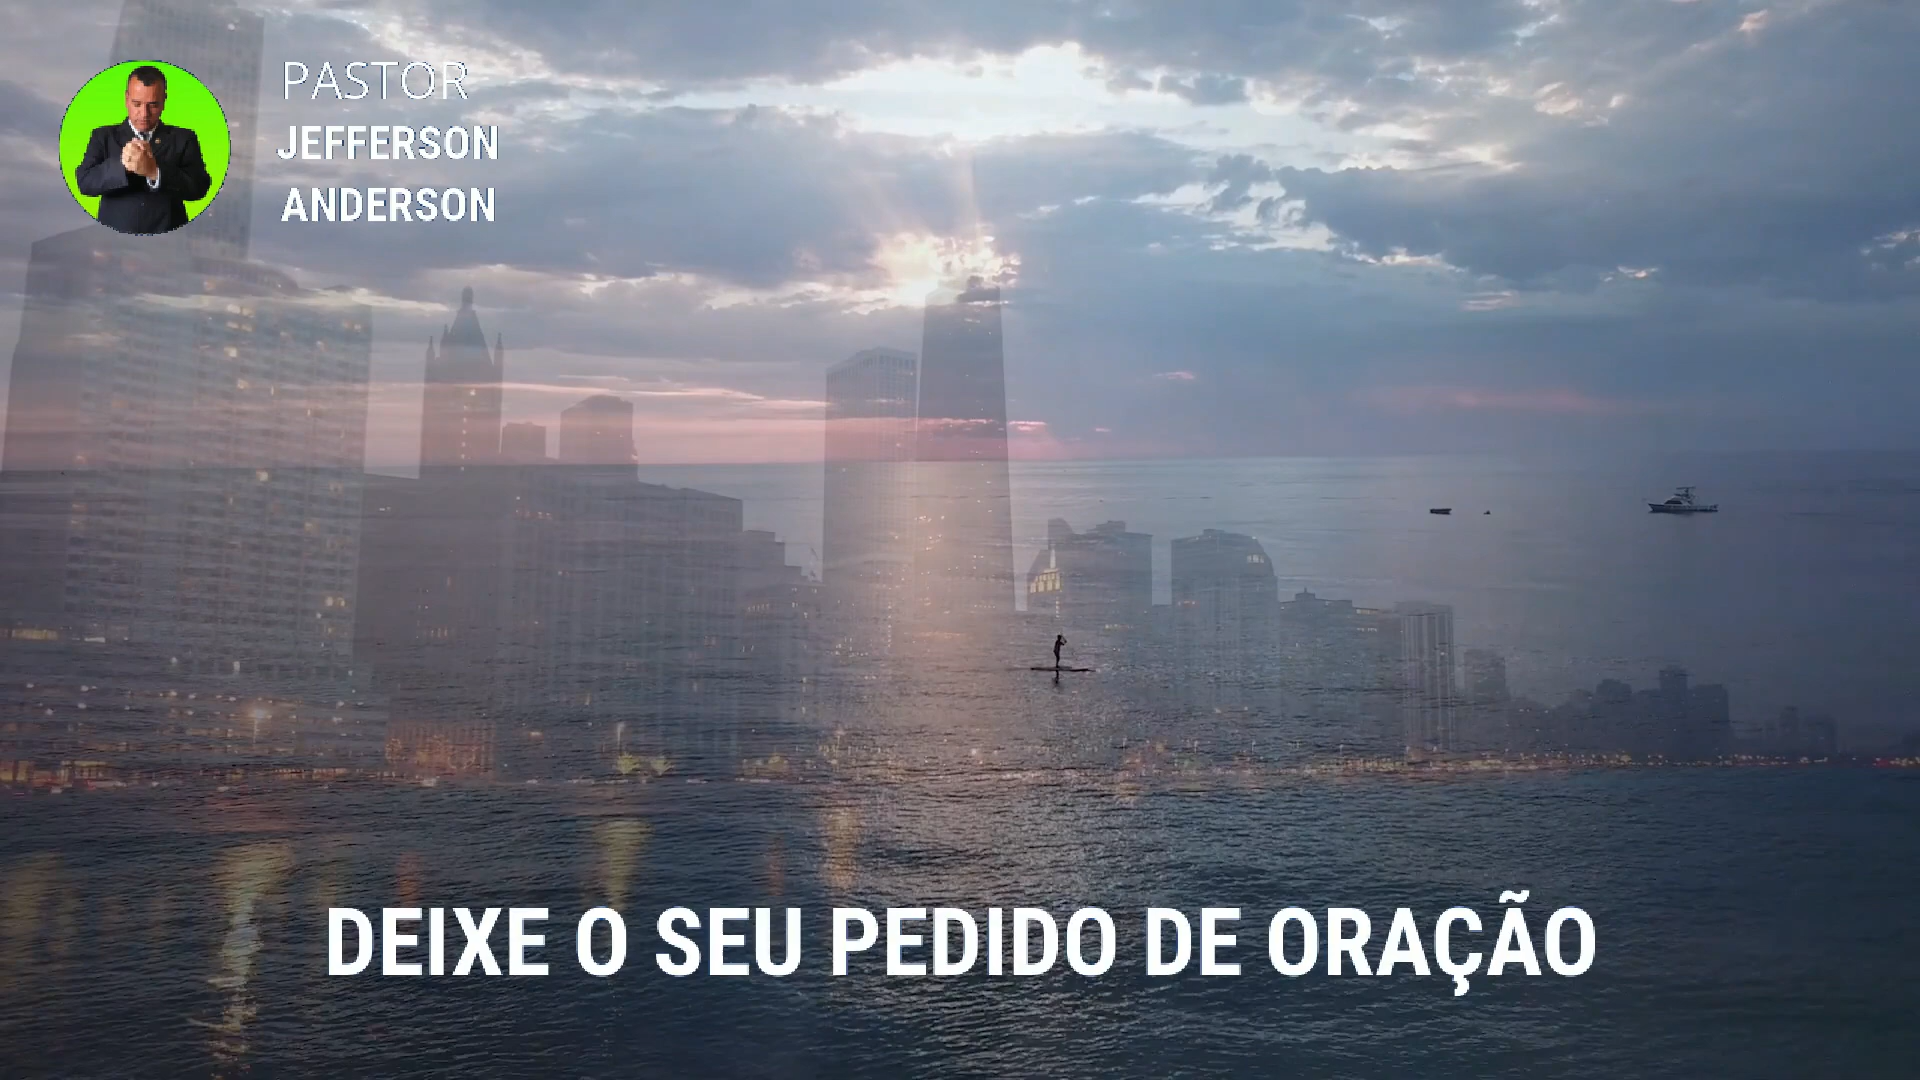 PASTOR
JEFFERSON
ANDERSON
DEIXE O SEU PEDIDO DE ORAÇÃO